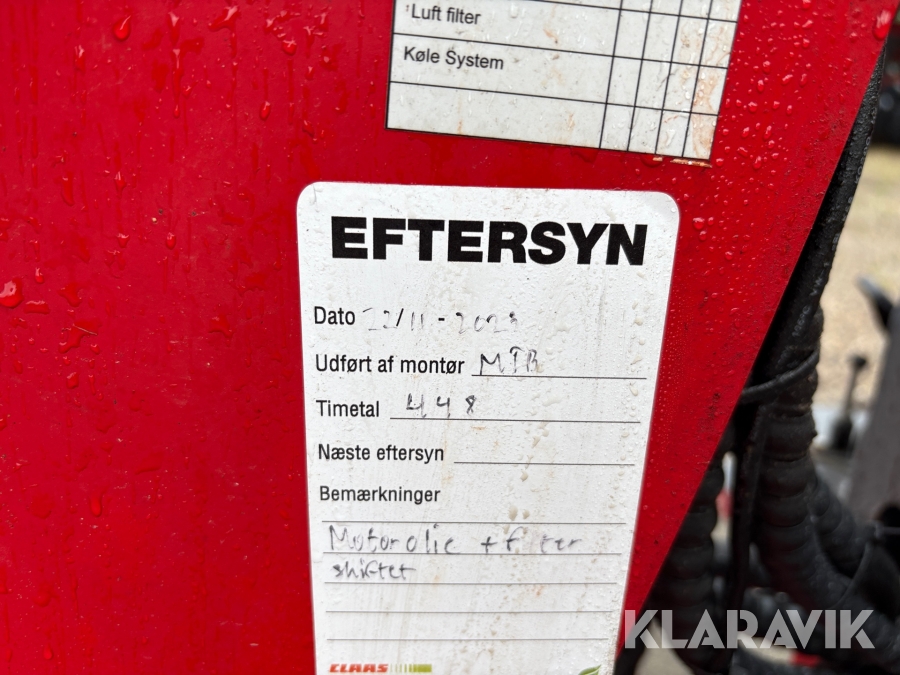 Luft filter
Køle System
EFTERSYN
Dato 22/11-2023
Udført af montør MTB
Timetal 448
Næste eftersyn
Bemærkninger
Motorolie + filter
skiftet
CLAAS
KLARAVIK